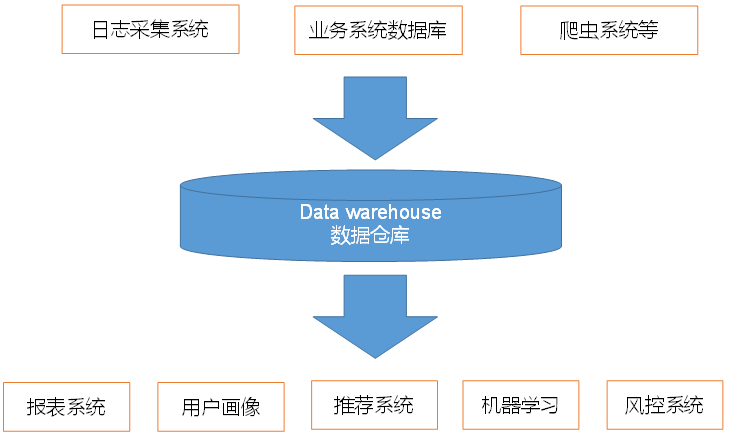 日志采集系统
业务系统数据库
爬虫系统等
Data warehouse
数据仓库
报表系统
用户画像
推荐系统
机器学习
风控系统